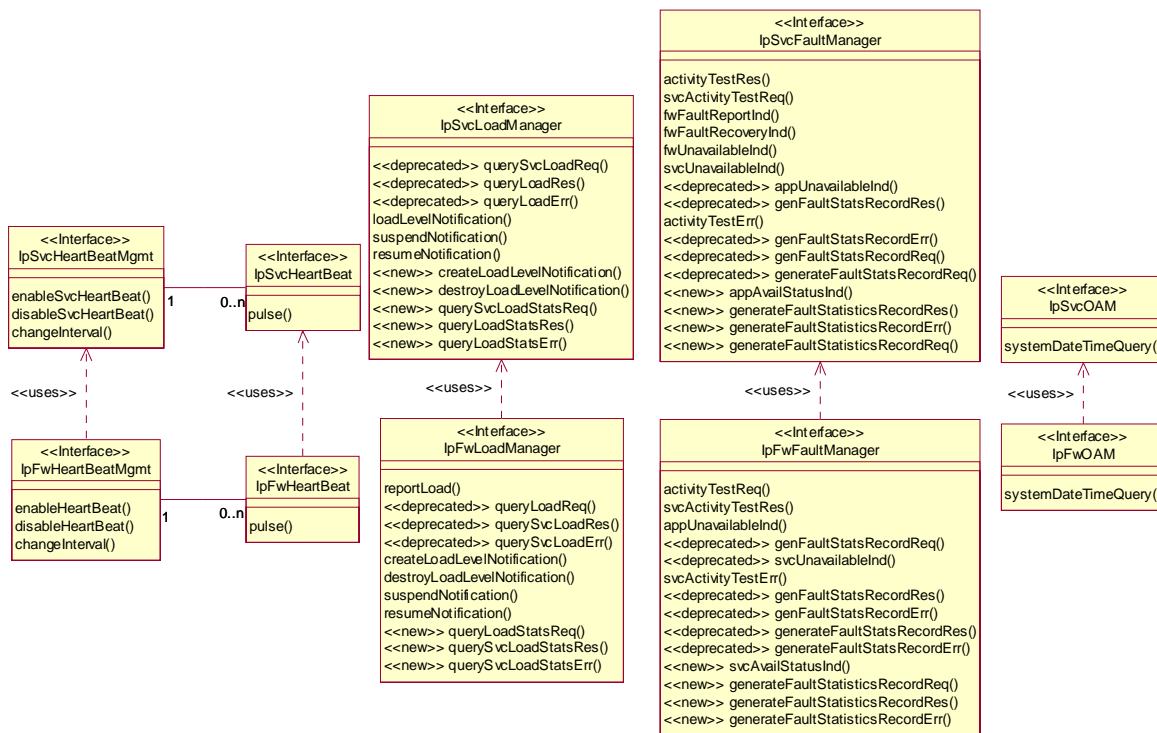 <<Interface>>
IpSvcHeartBeatMgmt
enableSvcHeartBeat()
disableSvcHeartBeat()
changeInterval()
1
0..n
<<Interface>>
IpSvcHeartBeat
pulse()
<<Interface>>
IpSvcLoadManager
<<deprecated>> querySvcLoadReq()
<<deprecated>> queryLoadRes()
<<deprecated>> queryLoadErr()
loadLevelNotification()
suspendNotification()
resumeNotification()
<<new>> createLoadLevelNotification()
<<new>> destroyLoadLevelNotification()
<<new>> querySvcLoadStatsReq()
<<new>> queryLoadStatsRes()
<<new>> queryLoadStatsErr()
<<Interface>>
IpSvcFaultManager
activityTestRes()
svcActivityTestReq()
fwFaultReportInd()
fwFaultRecoveryInd()
fwUnavailableInd()
svcUnavailableInd()
<<deprecated>> appUnavailableInd()
<<deprecated>> genFaultStatsRecordRes()
activityTestErr()
<<deprecated>> genFaultStatsRecordErr()
<<deprecated>> genFaultStatsRecordReq()
<<deprecated>> generateFaultStatsRecordReq()
<<new>> appAvailStatusInd()
<<new>> generateFaultStatisticsRecordRes()
<<new>> generateFaultStatisticsRecordErr()
<<new>> generateFaultStatisticsRecordReq()
<<Interface>>
IpSvcOAM
systemDateTimeQuery(
<<uses>>
<<uses>>
<<uses>>
<<uses>>
<<uses>>
<<Interface>>
IpFwHeartBeatMgmt
enableHeartBeat()
disableHeartBeat()
changeInterval()
1
0..n
<<Interface>>
IpFwHeartBeat
pulse()
<<Interface>>
IpFwLoadManager
reportLoad()
<<deprecated>> queryLoadReq()
<<deprecated>> querySvcLoadRes()
<<deprecated>> querySvcLoadErr()
createLoadLevelNotification()
destroyLoadLevelNotification()
suspendNotification()
resumeNotification()
<<new>> queryLoadStatsReq()
<<new>> querySvcLoadStatsRes()
<<new>> querySvcLoadStatsErr()
<<Interface>>
IpFwFaultManager
activityTestReq()
svcActivityTestRes()
appUnavailableInd()
<<deprecated>> genFaultStatsRecordReq()
<<deprecated>> svcUnavailableInd()
svcActivityTestErr()
<<deprecated>> genFaultStatsRecordRes()
<<deprecated>> genFaultStatsRecordErr()
<<deprecated>> generateFaultStatsRecordRes()
<<deprecated>> generateFaultStatsRecordErr()
<<new>> svcAvailStatusInd()
<<new>> generateFaultStatisticsRecordReq()
<<new>> generateFaultStatisticsRecordRes()
<<new>> generateFaultStatisticsRecordErr()
<<Interface>>
IpFwOAM
systemDateTimeQuery(